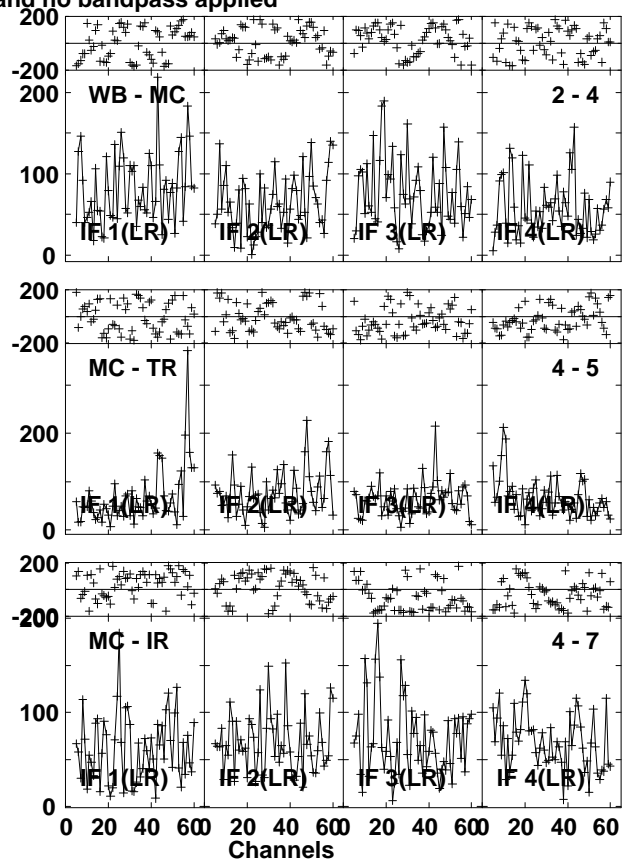 and no bandpass applied
200
-200
200
WB - MC
2 - 4
100
0
IF 1(LR)
IF 2(LR)
IF 3(LR)
IF 4(LR)
200
-200
MC - TR
4 - 5
200
0
IF 1(LR)
IF 2(LR)
IF 3(LR)
IF 4(LR)
200
-200
200
MC - IR
4 - 7
100
0
IF 1(LR)
IF 2(LR)
IF 3(LR)
IF 4(LR)
0 20 40 60 0 20 40 60 0 20 40 60 0 20 40 60
Channels